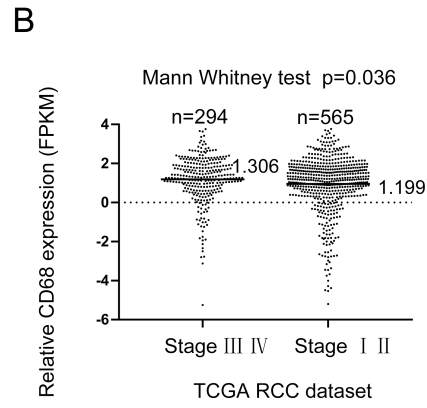 B
Mann Whitney test p=0.036
n=294 n=565
Relative CD68 expression (FPKM)
4
2
0
-2
-4
-6
1.306
1.199
Stage III IV Stage I II
TCGA RCC dataset